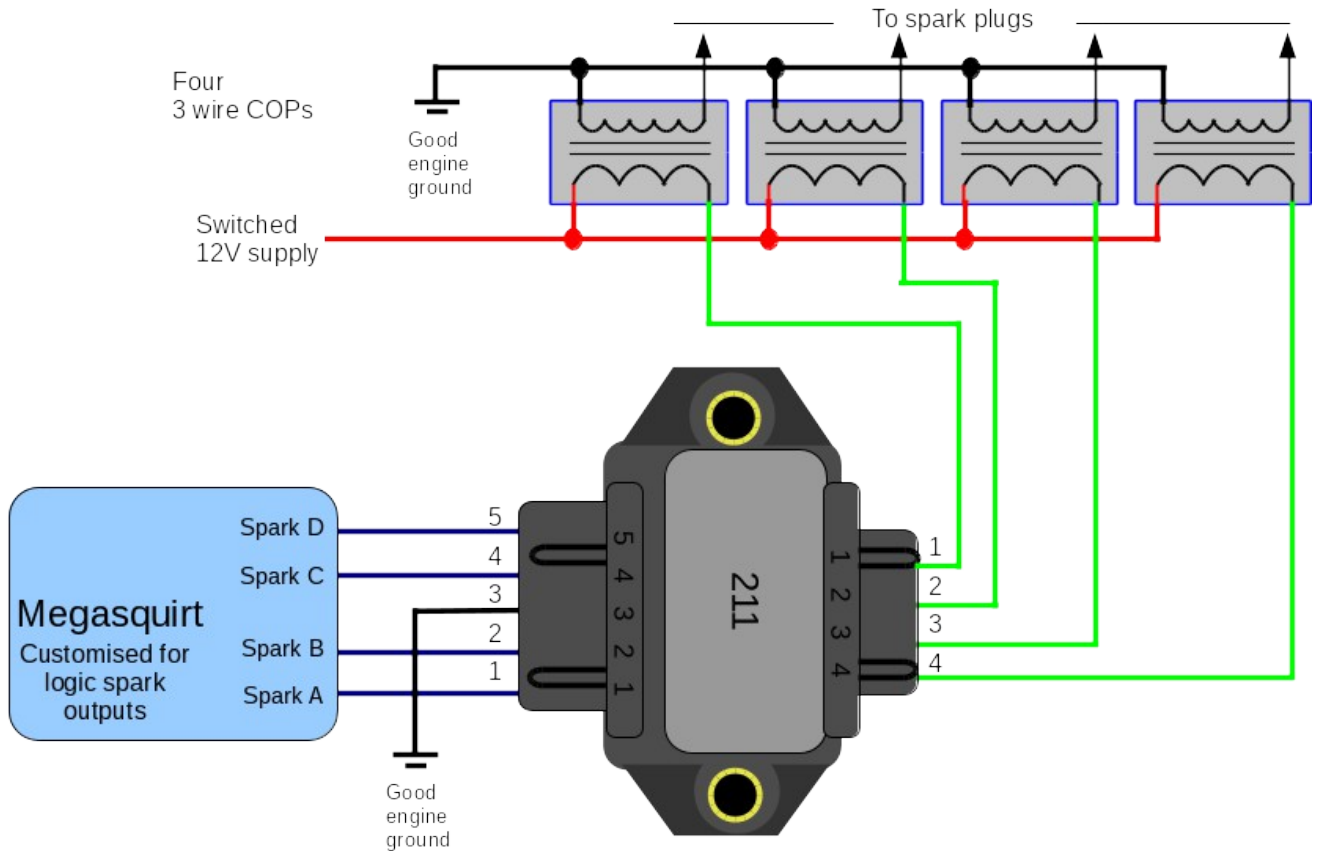 To spark plugs
Four
3 wire COPs
Good
engine
ground
Switched
12V supply
Spark D
Spark C
Megasquirt
Customised for
logic spark
outputs
Spark B
Spark A
5
4
3
2
1
5
4
3
2
1
211
1
2
3
4
1
2
3
4
Good
engine
ground